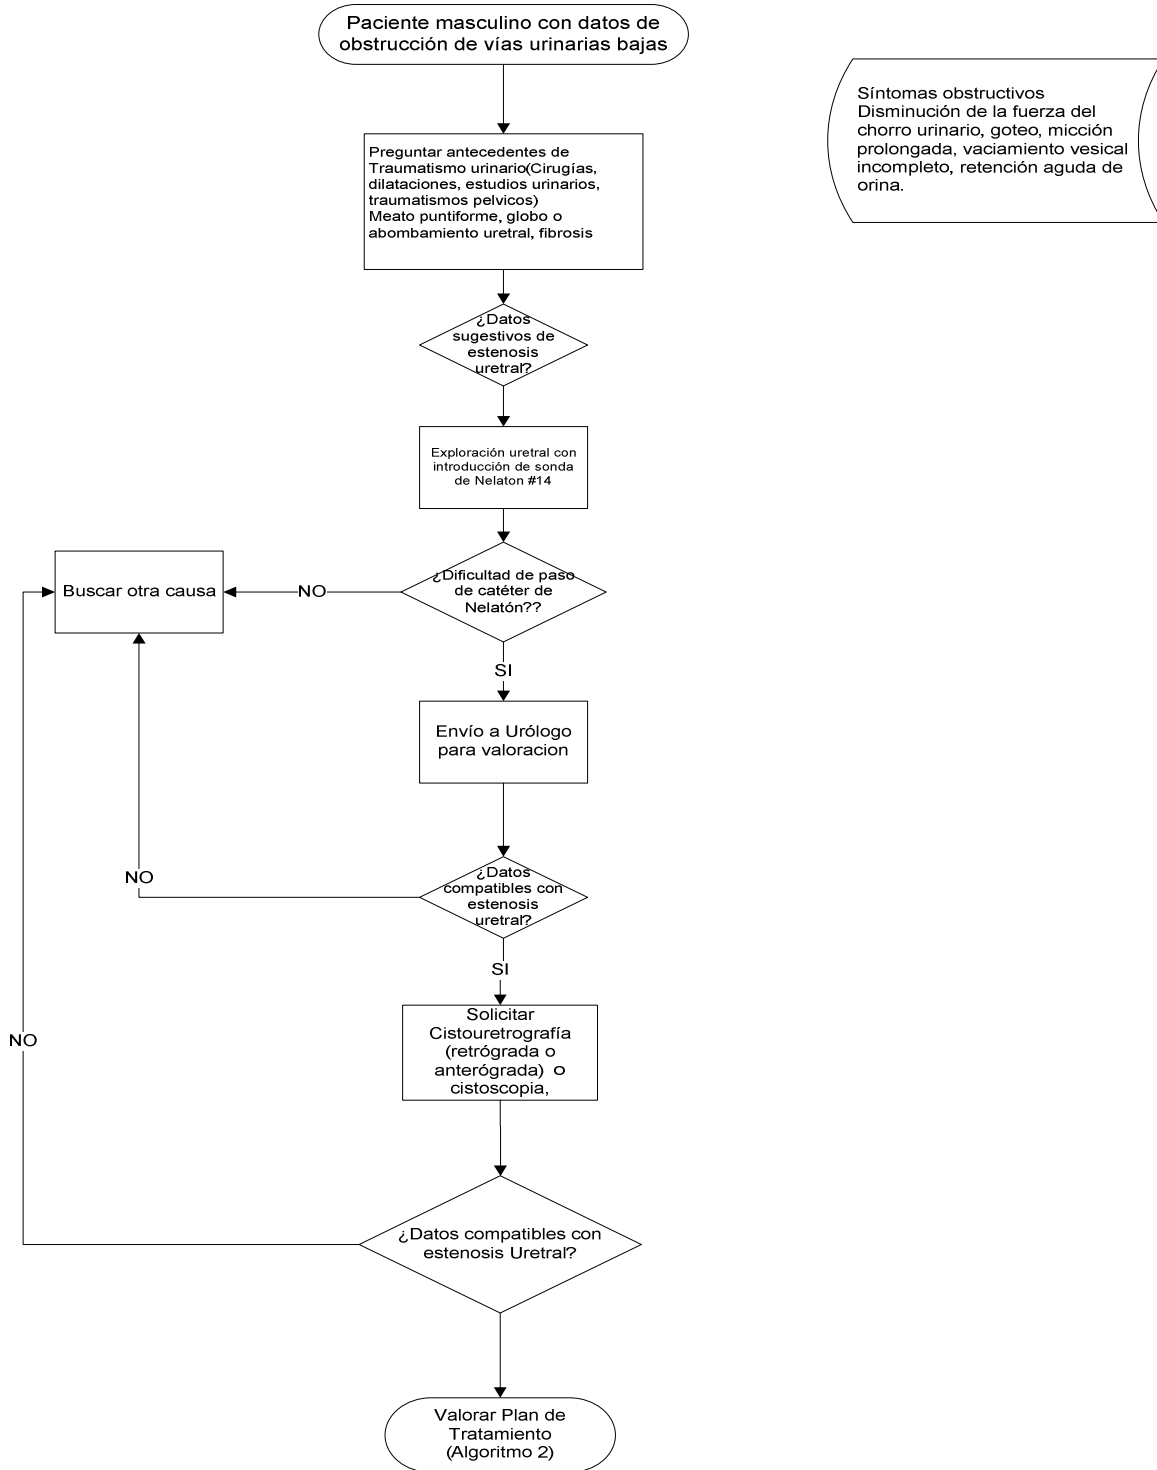 Paciente masculino con datos de
obstrucción de vías urinarias bajas
Síntomas obstructivos
Disminución de la fuerza del
chorro urinario, goteo, micción
prolongada, vaciamiento vesical
incompleto, retención aguda de
orina.
Preguntar antecedentes de
Traumatismo urinario(Cirugías,
dilataciones, estudios urinarios,
traumatismos pelvicos)
Meato puntiforme, globo o
abombamiento uretral, fibrosis
¿Datos
sugestivos de
estenosis
uretral?
Exploración uretral con
introducción de sonda
de Nelaton #14
¿Dificultad de paso
de catéter de
Nelatón??
NO
Buscar otra causa
SI
Envío a Urólogo
para valoracion
¿Datos
compatibles con
estenosis
uretral?
NO
SI
Solicitar
Cistouretrografía
(retrógrada o
anterógrada) o
cistoscopia,
NO
¿Datos compatibles con
estenosis Uretral?
Valorar Plan de
Tratamiento
(Algoritmo 2)